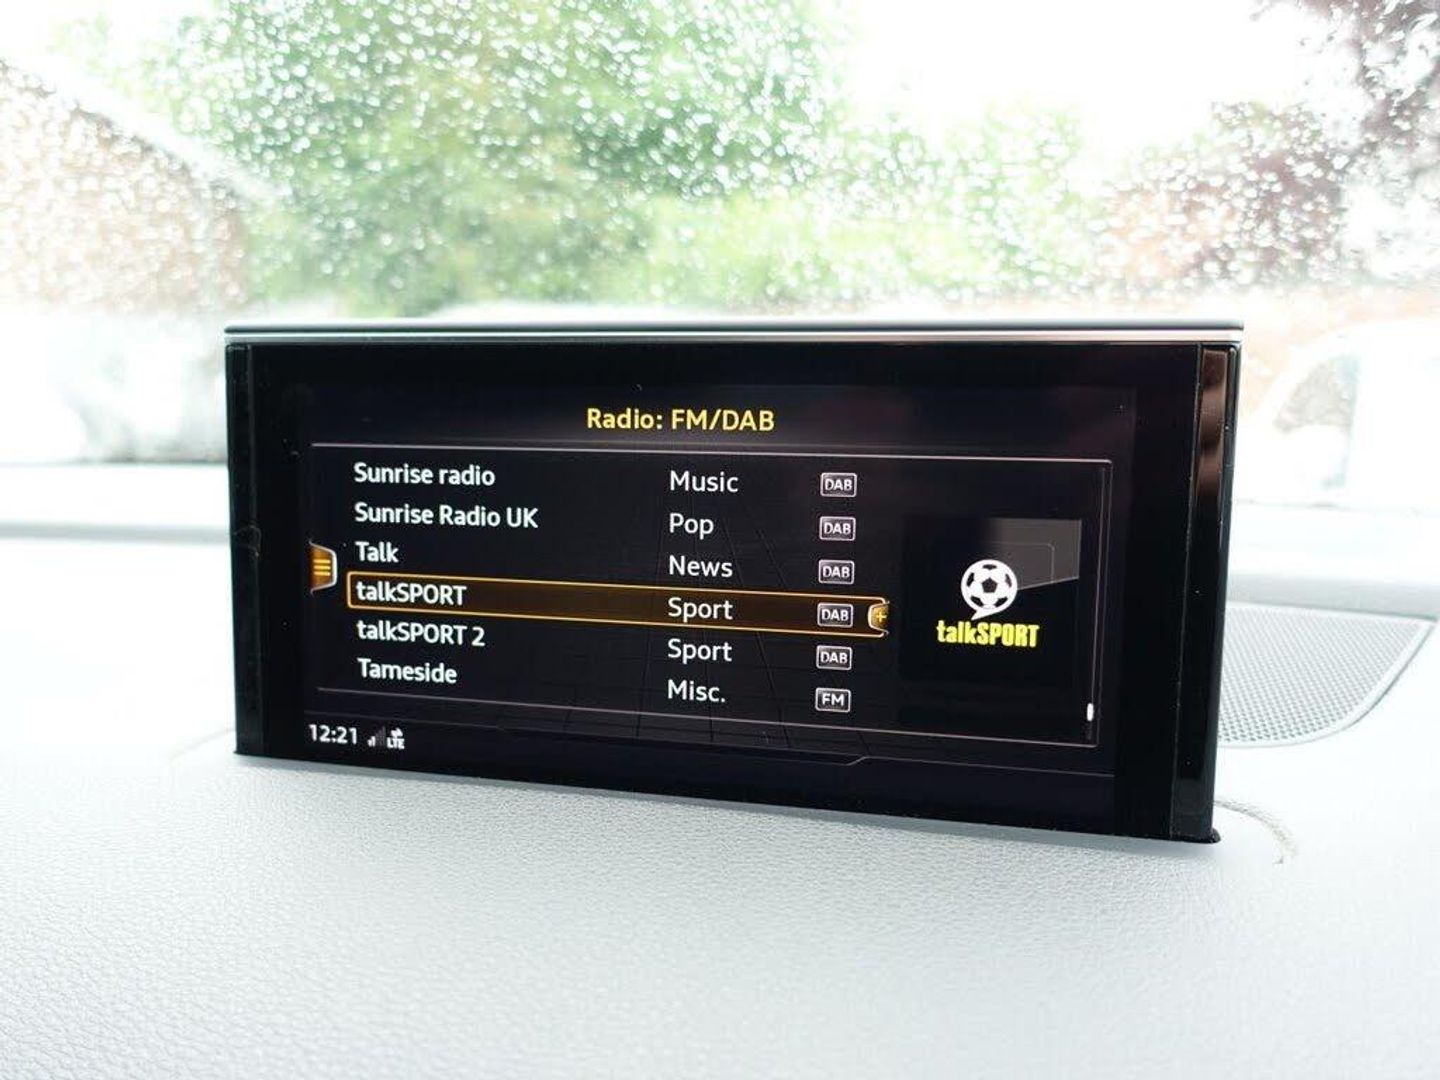 Radio: FM/DAB
Sunrise radio Music DAB
Sunrise Radio UK Pop DAB
Talk News DAB
talkSPORT Sport DAB +
talkSPORT 2 Sport DAB
Tameside Misc. FM
talkSPORT
12:21 LTE